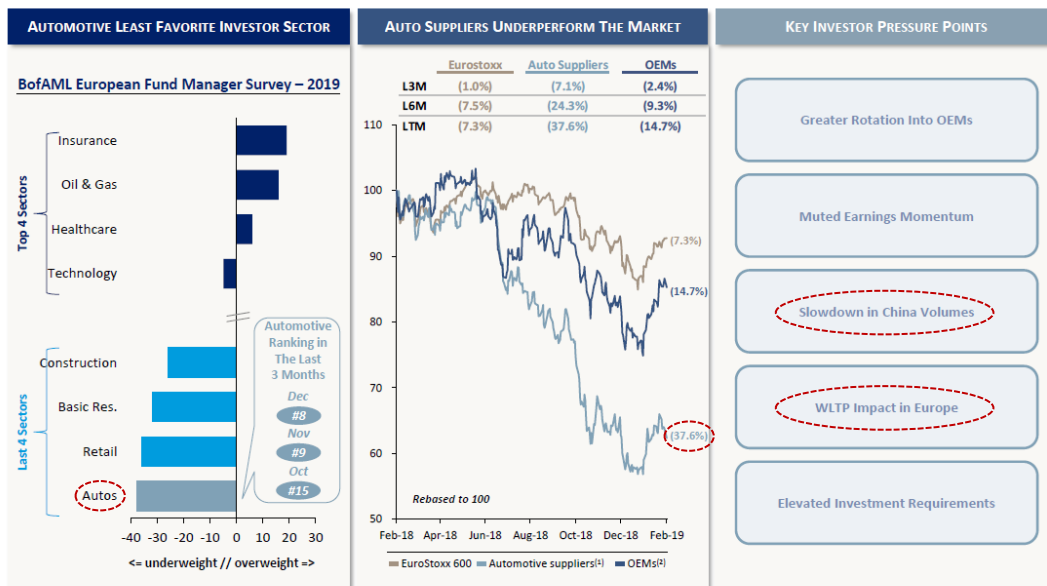 AUTOMOTIVE LEAST FAVORITE INVESTOR SECTOR
BofAML European Fund Manager Survey – 2019
Top 4 Sectors
Insurance
Oil & Gas
Healthcare
Technology
Last 4 Sectors
Construction
Basic Res.
Retail
Autos
Automotive
Ranking in
The Last
3 Months
Dec
#8
Nov
#9
Oct
#15
-40 -30 -20 -10 0 10 20 30
<= underweight // overweight =>
AUTO SUPPLIERS UNDERPERFORM THE MARKET
Eurostoxx Auto Suppliers OEMs
L3M (1.0%) (7.1%) (2.4%)
L6M (7.5%) (24.3%) (9.3%)
LTM (7.3%) (37.6%) (14.7%)
110
100
90
80
70
60
50
(7.3%)
(14.7%)
(37.6%)
Rebased to 100
Feb-18 Apr-18 Jun-18 Aug-18 Oct-18 Dec-18 Feb-19
EuroStoxx 600 Automotive suppliers(1) OEMs(2)
KEY INVESTOR PRESSURE POINTS
Greater Rotation Into OEMs
Muted Earnings Momentum
Slowdown in China Volumes
WLTP Impact in Europe
Elevated Investment Requirements